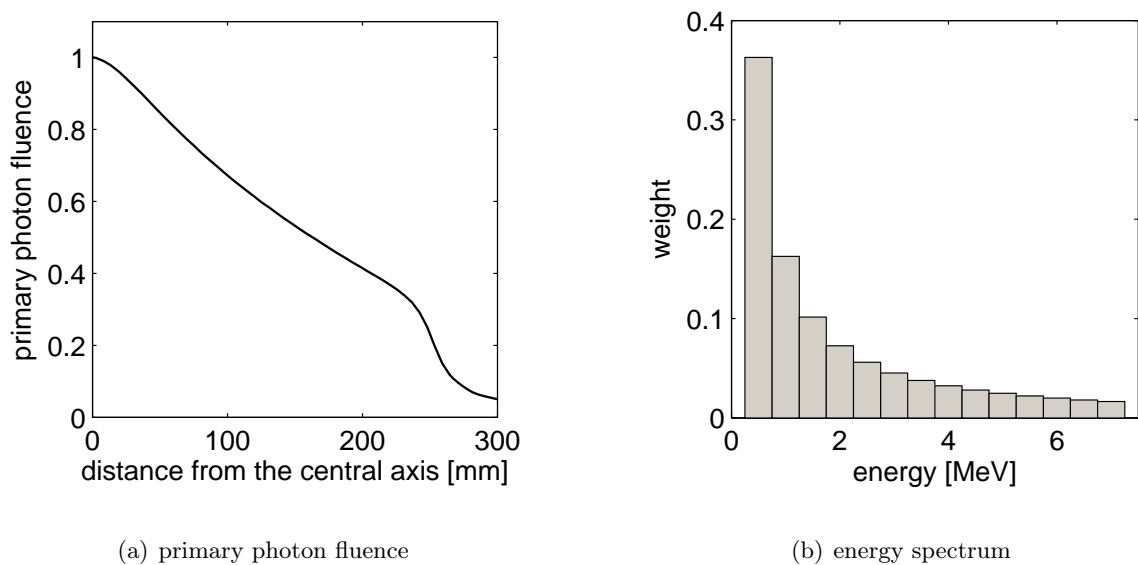 1
0.8
0.6
0.4
0.2
0
0 100 200 300
primary photon fluence
distance from the central axis [mm]
(a) primary photon fluence
0.4
0.3
0.2
0.1
0
0 2 4 6
weight
energy [MeV]
(b) energy spectrum